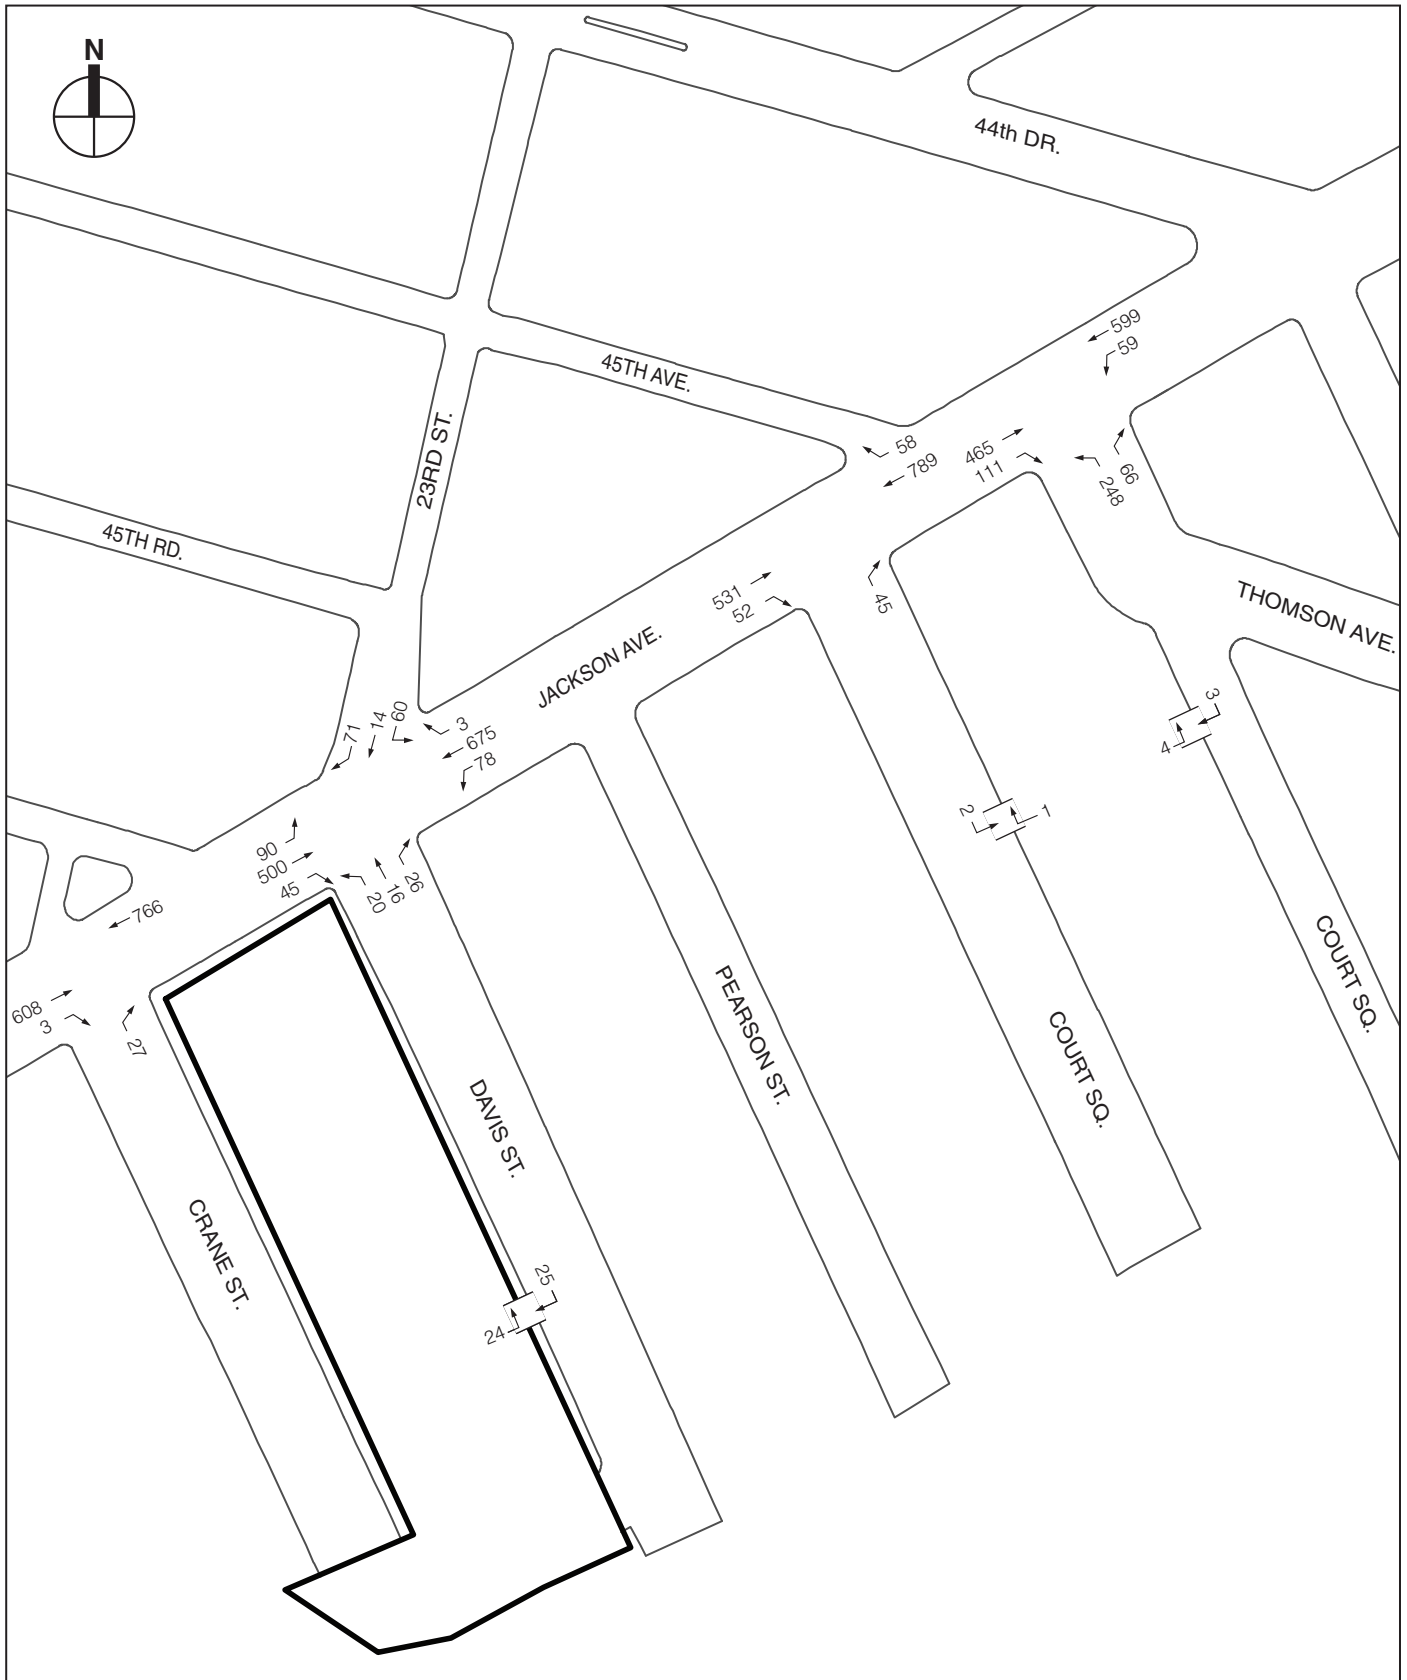 N
44th DR.
599
59
45TH AVE.
58
789
465
111
66
248
23RD ST.
45TH RD.
THOMSON AVE.
531
52
45
JACKSON AVE.
3
4
71
14
60
3
675
78
2
1
90
500
45
20
16
26
766
608
3
27
PEARSON ST.
COURT SQ.
COURT SQ.
DAVIS ST.
CRANE ST.
25
24